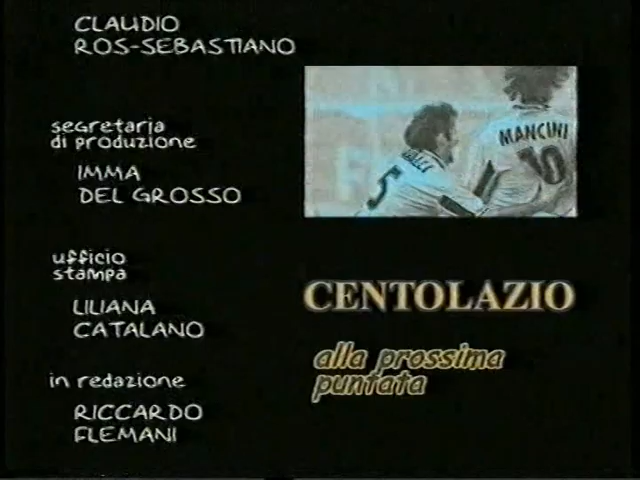 CLAUDIO
ROS-SEBASTIANO
segretaria
di produzione
IMMA
DEL GROSSO
ufficio
stampa
LILIANA
CATALANO
in redazione
RICCARDO
FLEMANI
MANCINI
10
5
CENTOLAZIO
alla prossima
puntata